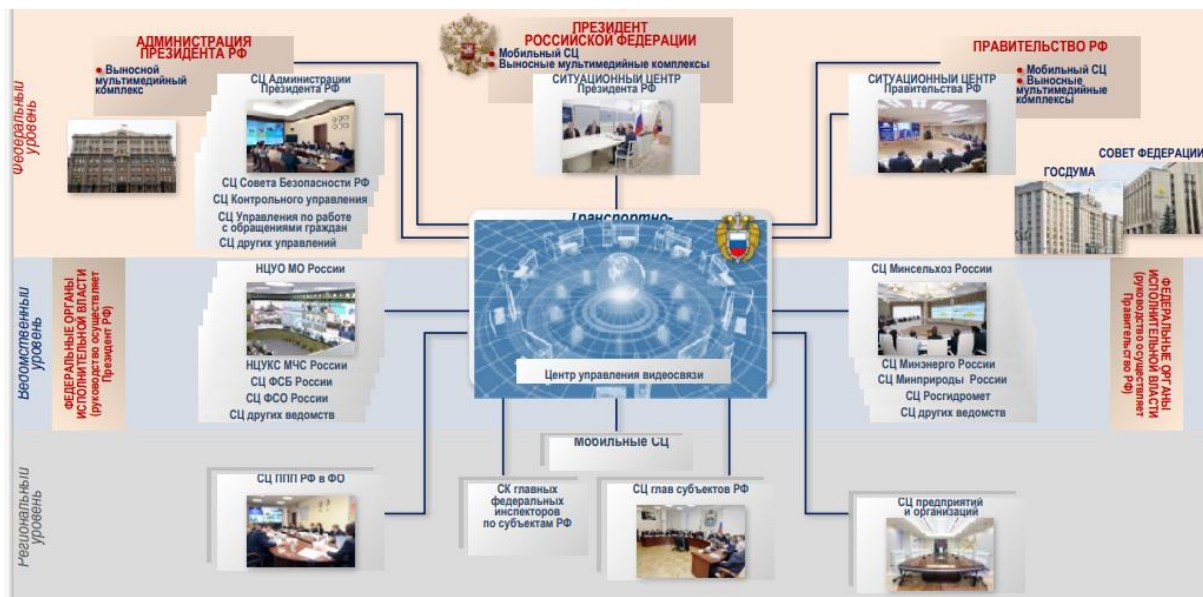 Федеральный
уровень
АДМИНИСТРАЦИЯ
ПРЕЗИДЕНТА РФ
• Выносной
мультимедийный
комплекс
СЦ Администрации
Президента РФ
СЦ Совета Безопасности РФ
СЦ Контрольного управления
СЦ Управления по работе
с обращениями граждан
СЦ других управлений
ПРЕЗИДЕНТ
РОССИЙСКОЙ ФЕДЕРАЦИИ
• Мобильный СЦ
• Выносные мультимедийные комплексы
СИТУАЦИОННЫЙ ЦЕНТР
Президента РФ
ПРАВИТЕЛЬСТВО РФ
• Мобильный СЦ
• Выносные
мультимедийные
комплексы
СИТУАЦИОННЫЙ ЦЕНТР
Правительства РФ
СОВЕТ ФЕДЕРАЦИИ
ГОСДУМА
Транспортно-
Центр управления видеосвязи
Ведомственный
уровень
ФЕДЕРАЛЬНЫЕ ОРГАНЫ
ИСПОЛНИТЕЛЬНОЙ ВЛАСТИ
(руководство осуществляет
Президент РФ)
НЦУО МО России
НЦУКС МЧС России
СЦ ФСБ России
СЦ ФСО России
СЦ других ведомств
СЦ Минсельхоз России
СЦ Минэнерго России
СЦ Минприроды России
СЦ Росгидромет
СЦ других ведомств
ФЕДЕРАЛЬНЫЕ ОРГАНЫ
ИСПОЛНИТЕЛЬНОЙ ВЛАСТИ
(руководство осуществляет
Правительство РФ)
Региональный
уровень
СЦ ППП РФ в ФО
Мобильные СЦ
СК главных
федеральных
инспекторов
по субъектам РФ
СЦ глав субъектов РФ
СЦ предприятий
и организаций